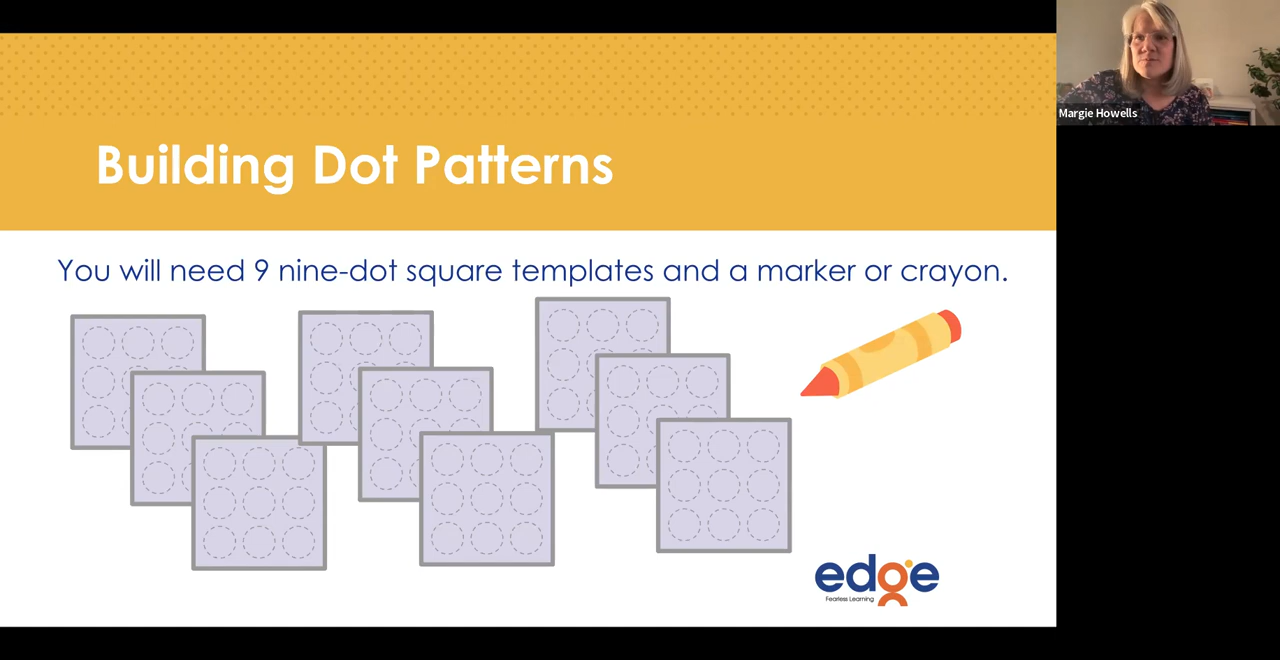 Building Dot Patterns
You will need 9 nine-dot square templates and a marker or crayon.
Margie Howells
edge
Fearless Learning